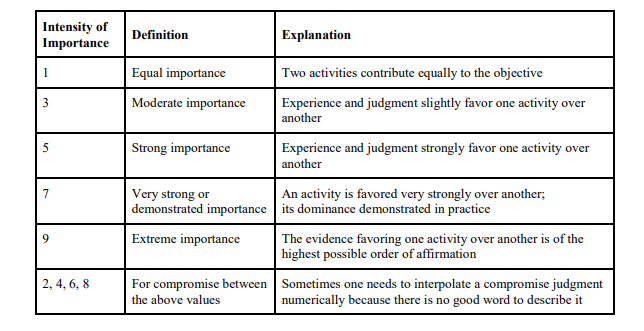 Intensity of Importance Definition Explanation
1 Equal importance Two activities contribute equally to the objective
3 Moderate importance Experience and judgment slightly favor one activity over
another
5 Strong importance Experience and judgment strongly favor one activity over
another
7 Very strong or
demonstrated importance An activity is favored very strongly over another;
its dominance demonstrated in practice
9 Extreme importance The evidence favoring one activity over another is of the
highest possible order of affirmation
2, 4, 6, 8 For compromise between
the above values Sometimes one needs to interpolate a compromise judgment
numerically because there is no good word to describe it